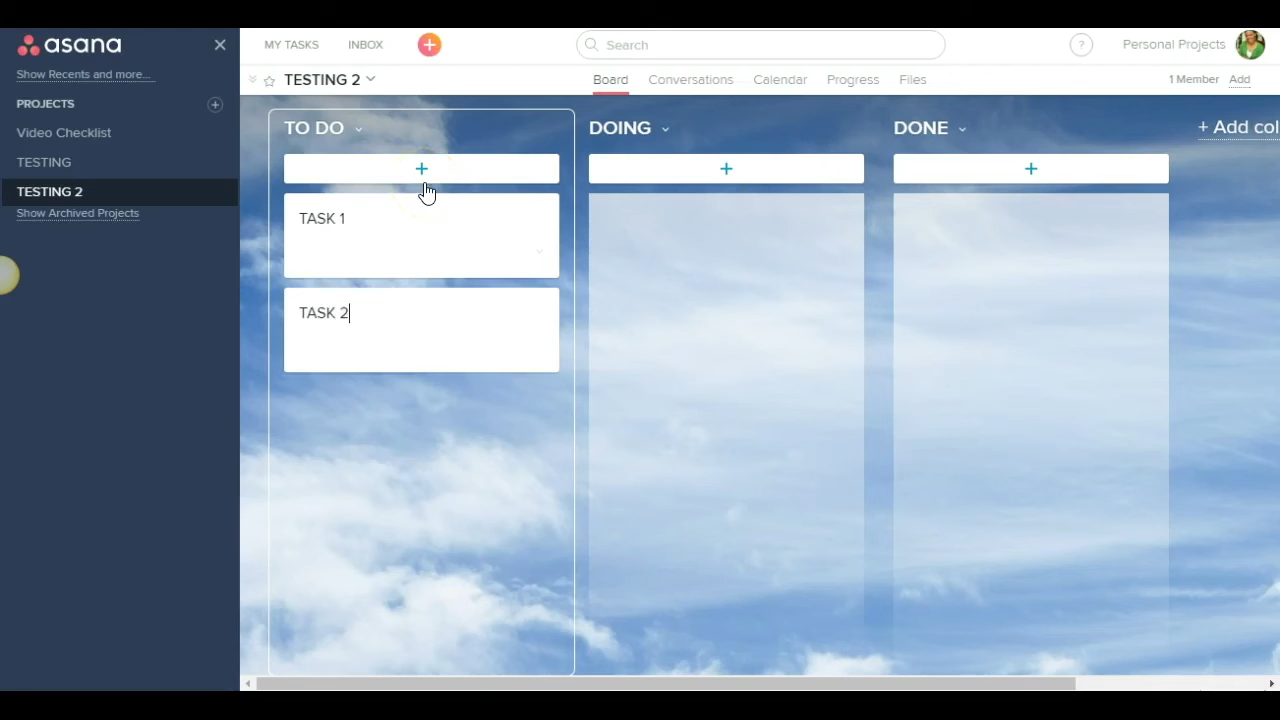 asana
Show Recents and more...
PROJECTS
Video Checklist
TESTING
TESTING 2
Show Archived Projects
MY TASKS
INBOX
Search
?
Personal Projects
TESTING 2
Board
Conversations
Calendar
Progress
Files
1 Member
Add
TO DO
DOING
DONE
+ Add col
TASK 1
TASK 2